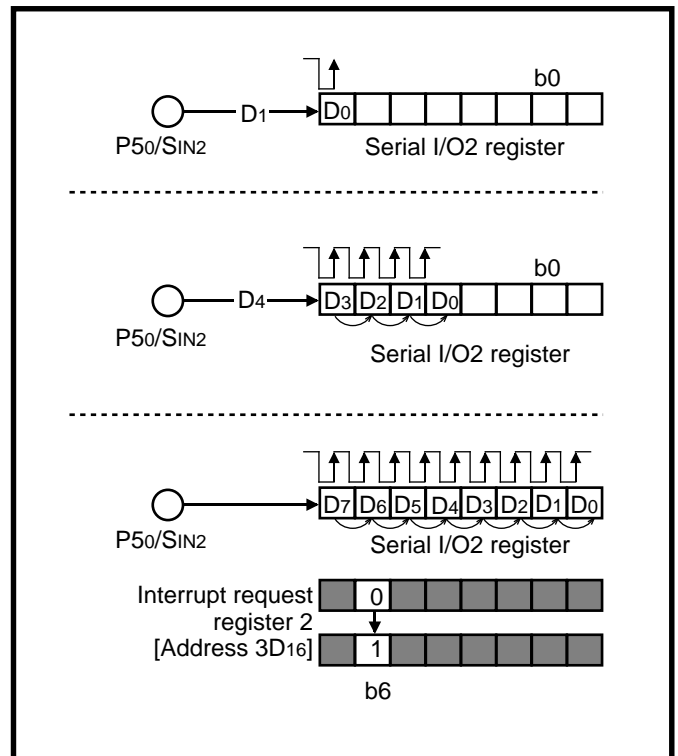 b0
D1 D0
P50/SIN2
Serial I/O2 register
b0
D4 D3 D2 D1 D0
P50/SIN2
Serial I/O2 register
D7 D6 D5 D4 D3 D2 D1 D0
P50/SIN2
Serial I/O2 register
Interrupt request 0
register 2
[Address 3D16] 1
b6